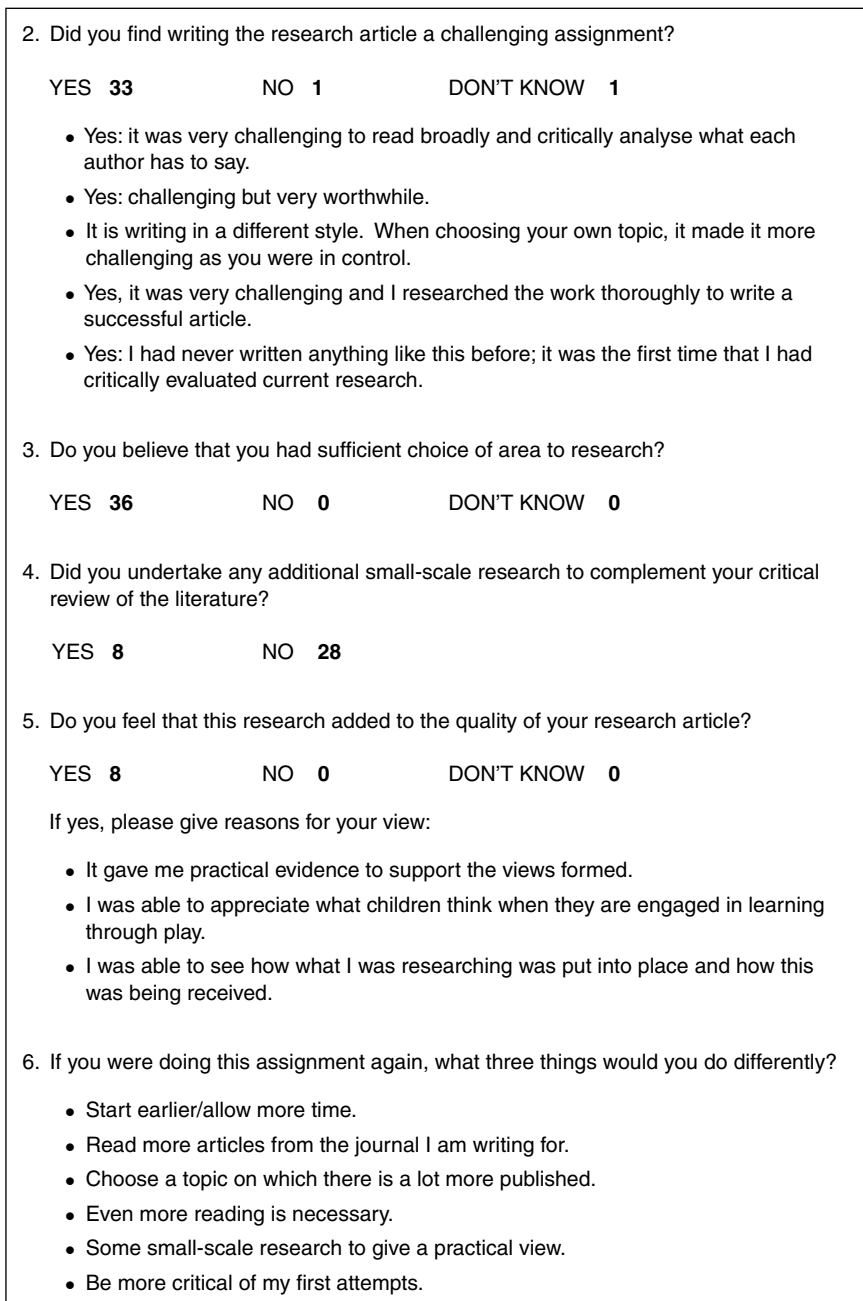 2. Did you find writing the research article a challenging assignment?
YES 33 NO 1 DON'T KNOW 1
• Yes: it was very challenging to read broadly and critically analyse what each
author has to say.
• Yes: challenging but very worthwhile.
• It is writing in a different style. When choosing your own topic, it made it more
challenging as you were in control.
• Yes, it was very challenging and I researched the work thoroughly to write a
successful article.
• Yes: I had never written anything like this before; it was the first time that I had
critically evaluated current research.
3. Do you believe that you had sufficient choice of area to research?
YES 36 NO 0 DON'T KNOW 0
4. Did you undertake any additional small-scale research to complement your critical
review of the literature?
YES 8 NO 28
5. Do you feel that this research added to the quality of your research article?
YES 8 NO 0 DON'T KNOW 0
If yes, please give reasons for your view:
• It gave me practical evidence to support the views formed.
• I was able to appreciate what children think when they are engaged in learning
through play.
• I was able to see how what I was researching was put into place and how this
was being received.
6. If you were doing this assignment again, what three things would you do differently?
• Start earlier/allow more time.
• Read more articles from the journal I am writing for.
• Choose a topic on which there is a lot more published.
• Even more reading is necessary.
• Some small-scale research to give a practical view.
• Be more critical of my first attempts.